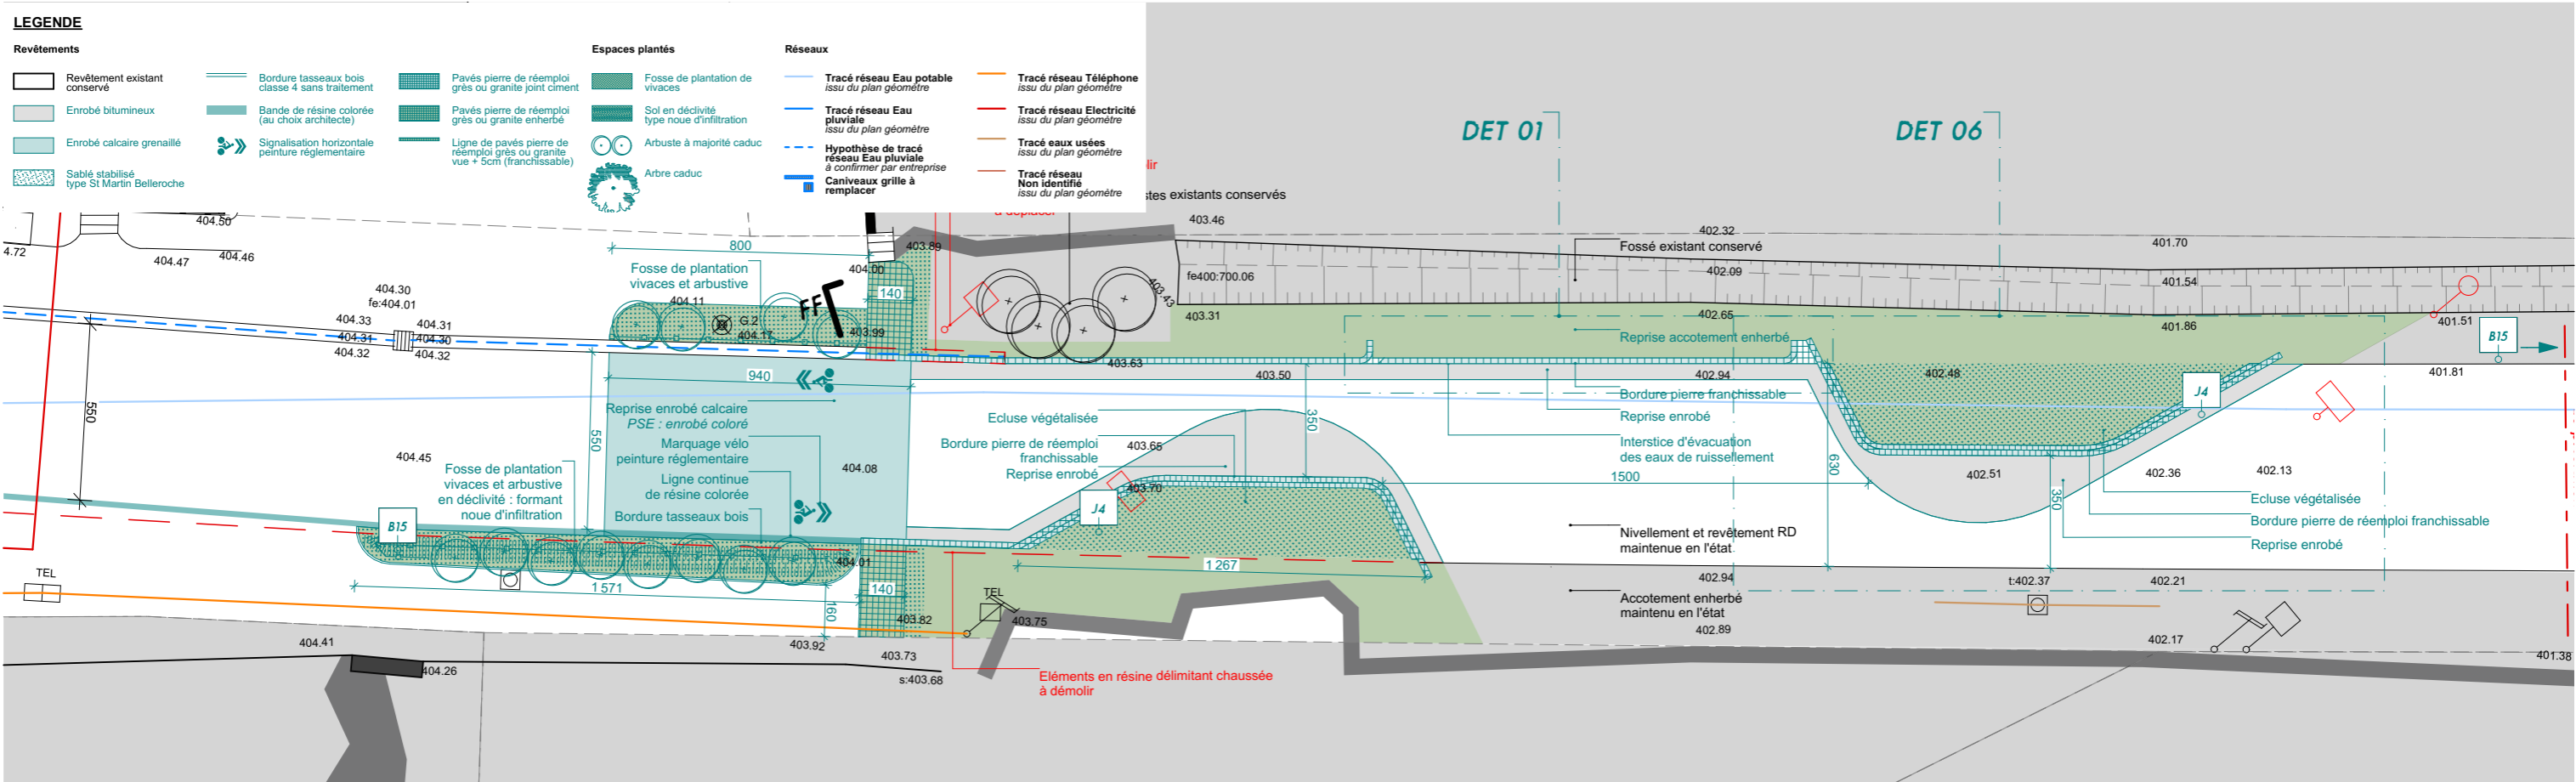 LEGENDE
Revêtements
Revêtement existant
conservé
Enrobé bitumineux
Enrobé calcaire grenaillé
Sablé stabilisé
type St Martin Belleroche
Bordure tasseaux bois
classe 4 sans traitement
Bande de résine colorée
(au choix architecte)
Signalisation horizontale
peinture réglementaire
Pavés pierre de réemploi
grès ou granite joint ciment
Pavés pierre de réemploi
grès ou granite enherbé
Ligne de pavés pierre de
réemploi grès ou granite
vue + 5cm (franchissable)
Espaces plantés
Fosse de plantation de
vivaces
Sol en déclivité
type noue d'infiltration
Arbuste à majorité caduc
Arbre caduc
Réseaux
Tracé réseau Eau potable
issu du plan géomètre
Tracé réseau Eau
pluviale
issu du plan géomètre
Hypothèse de tracé
réseau Eau pluviale
à confirmer par entreprise
Caniveaux grille à
remplacer
Tracé réseau Téléphone
issu du plan géomètre
Tracé réseau Electricité
issu du plan géomètre
Tracé eaux usées
issu du plan géomètre
Tracé réseau
Non identifié
issu du plan géomètre
DET 01
DET 06
lir
stes existants conservés
à déplacer
404.50
4.72
404.47
404.46
404.30
fe:404.01
404.33
404.31
404.31
404.30
404.32
404.32
550
404.45
800
Fosse de plantation
vivaces et arbustive
404.11
G.2
404.17
FF
404.00
140
403.99
403.89
403.46
403.43
fe400:700.06
403.31
403.63
403.50
402.32
Fossé existant conservé
402.09
402.65
Reprise accotement enherbé
402.94
Bordure pierre franchissable
Reprise enrobé
Interstice d'évacuation
des eaux de ruissellement
1500
630
401.70
401.54
401.86
401.51
B15
401.81
402.48
J4
402.51
402.36
402.13
350
Ecluse végétalisée
Bordure pierre de réemploi franchissable
Reprise enrobé
940
Reprise enrobé calcaire
PSE : enrobé coloré
Marquage vélo
peinture réglementaire
550
404.08
Ligne continue
de résine colorée
Bordure tasseaux bois
Fosse de plantation
vivaces et arbustive
en déclivité : formant
noue d'infiltration
B15
Ecluse végétalisée
Bordure pierre de réemploi
franchissable
Reprise enrobé
403.65
403.70
350
J4
1 267
Nivellement et revêtement RD
maintenue en l'état
402.94
Accotement enherbé
maintenu en l'état
402.89
t:402.37
402.21
402.17
401.38
TEL
1 571
404.01
140
160
TEL
403.82
403.75
403.92
403.73
s:403.68
404.41
404.26
Eléments en résine délimitant chaussée
à démolir